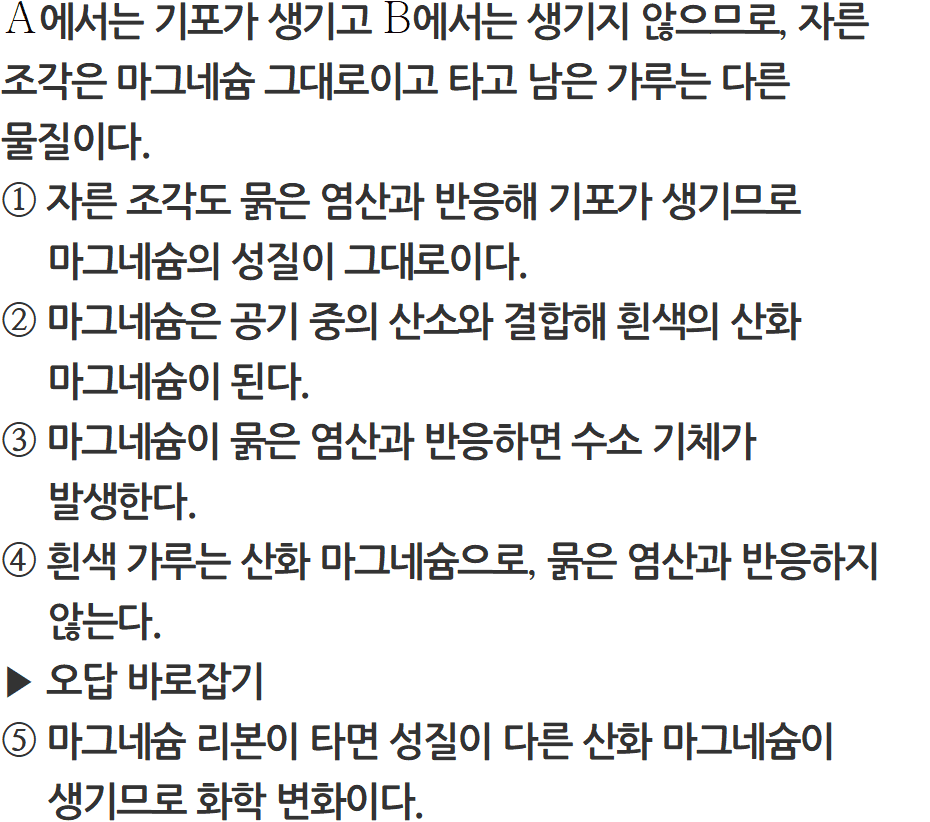 A에서는 기포가 생기고 B에서는 생기지 않으므로, 자른
조각은 마그네슘 그대로이고 타고 남은 가루는 다른
물질이다.
① 자른 조각도 묽은 염산과 반응해 기포가 생기므로
마그네슘의 성질이 그대로이다.
② 마그네슘은 공기 중의 산소와 결합해 흰색의 산화
마그네슘이 된다.
③ 마그네슘이 묽은 염산과 반응하면 수소 기체가
발생한다.
④ 흰색 가루는 산화 마그네슘으로, 묽은 염산과 반응하지
않는다.
▶ 오답 바로잡기
⑤ 마그네슘 리본이 타면 성질이 다른 산화 마그네슘이
생기므로 화학 변화이다.